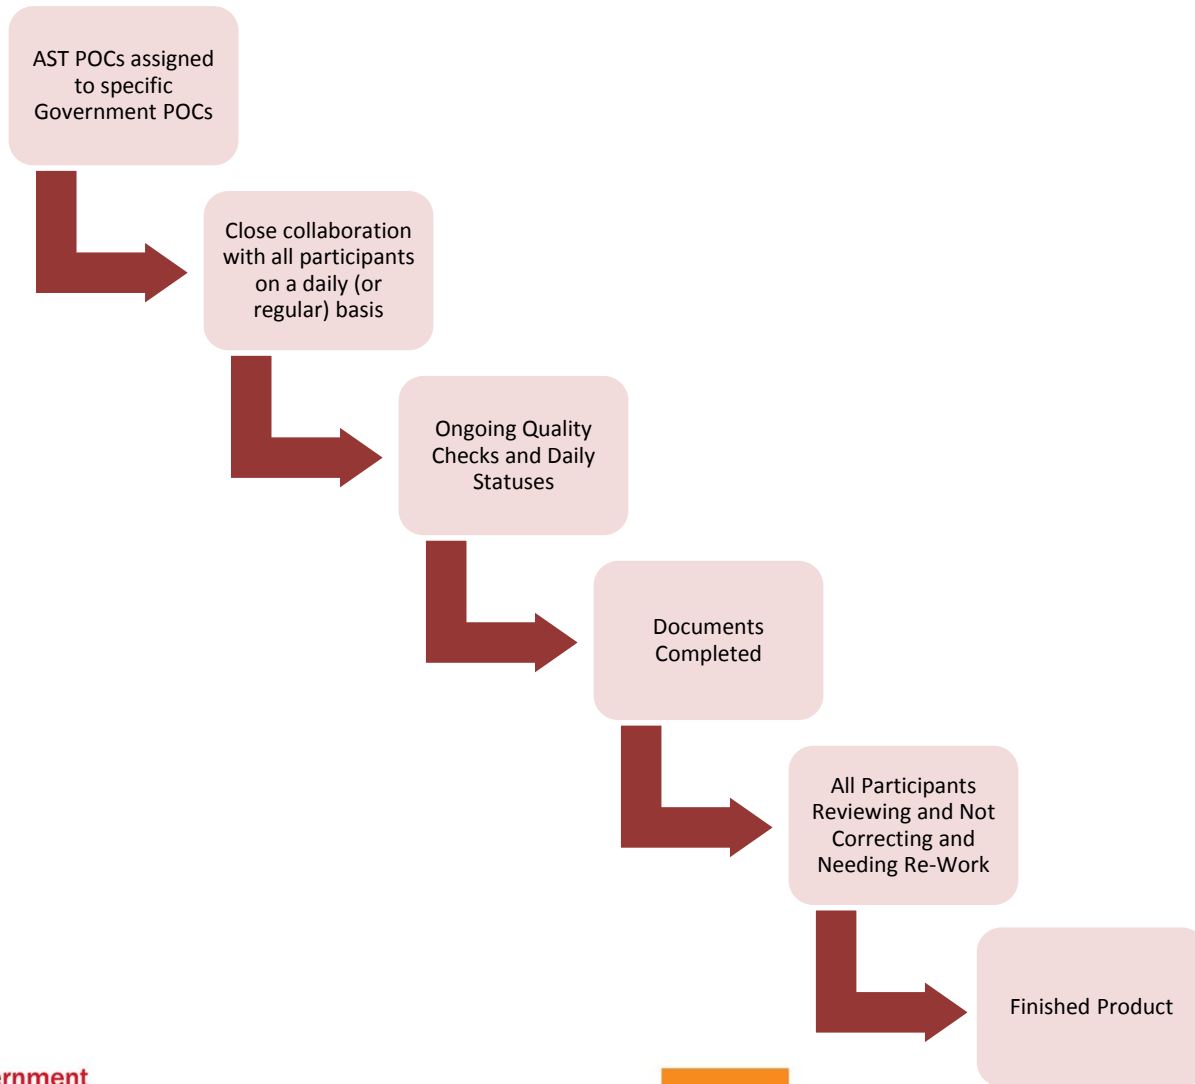 AST POCs assigned
to specific
Government POCs
Close collaboration
with all participants
on a daily (or
regular) basis
Ongoing Quality
Checks and Daily
Statuses
Documents
Completed
All Participants
Reviewing and Not
Correcting and
Needing Re-Work
Finished Product
ernment